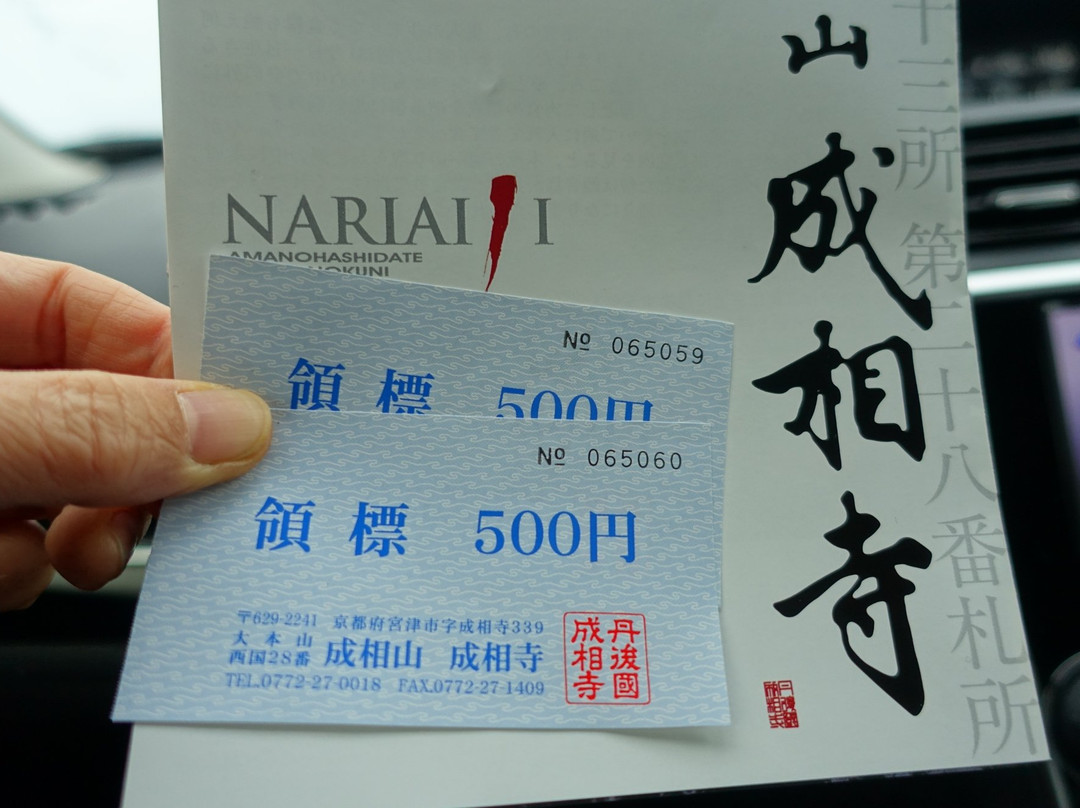 NARIAI JI
AMANOHASHIDATE
HOKUNI
山成相寺
十三所 第二十八番札所
№ 065059
領標 500円
№ 065060
領標 500円
〒629-2241 京都府宮津市字成相寺339
大本山
西国28番
成相山 成相寺
TEL.0772-27-0018 FAX.0772-27-1409
丹後國
成相寺